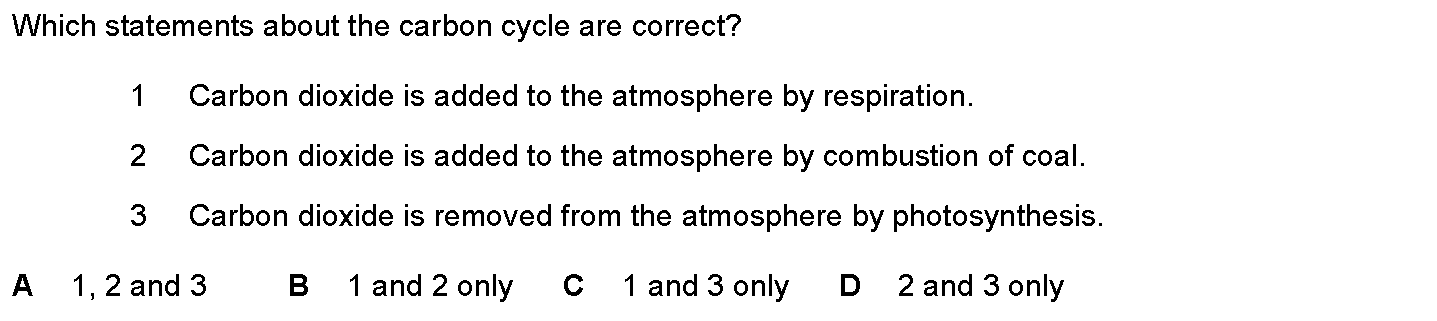 Which statements about the carbon cycle are correct?
1 Carbon dioxide is added to the atmosphere by respiration.
2 Carbon dioxide is added to the atmosphere by combustion of coal.
3 Carbon dioxide is removed from the atmosphere by photosynthesis.
A 1, 2 and 3 B 1 and 2 only C 1 and 3 only D 2 and 3 only